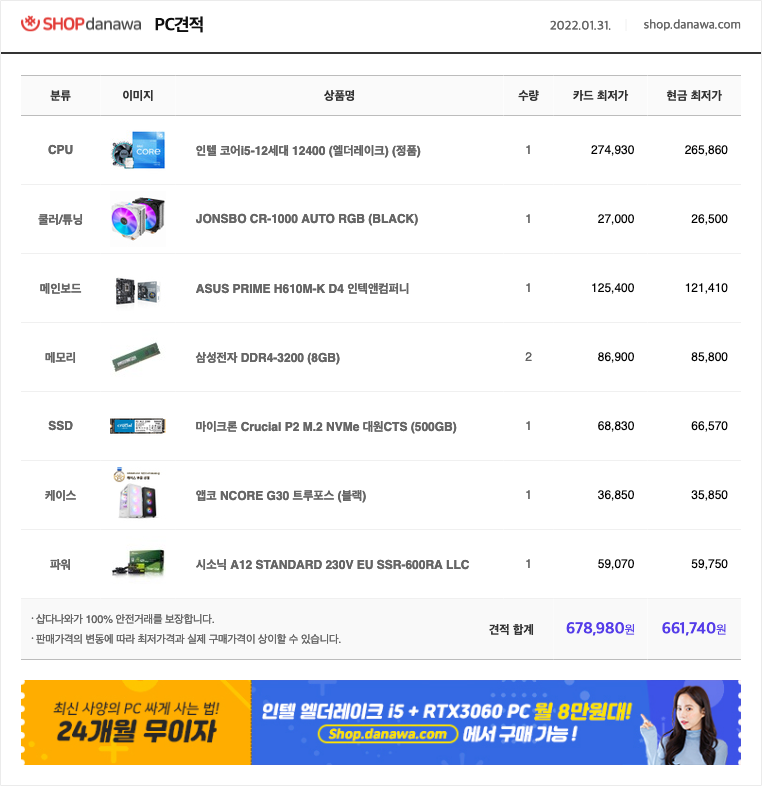 SHOPdanawa PC견적 2022.01.31. shop.danawa.com
분류 이미지 상품명 수량 카드 최저가 현금 최저가
CPU 인텔 코어i5-12세대 12400 (엘더레이크) (정품) 1 274,930 265,860
쿨러/튜닝 JONSBO CR-1000 AUTO RGB (BLACK) 1 27,000 26,500
메인보드 ASUS PRIME H610M-K D4 인텍앤컴퍼니 1 125,400 121,410
메모리 삼성전자 DDR4-3200 (8GB) 2 86,900 85,800
SSD 마이크론 Crucial P2 M.2 NVMe 대원CTS (500GB) 1 68,830 66,570
케이스 앱코 NCORE G30 트루포스 (블랙) 1 36,850 35,850
파워 시소닉 A12 STANDARD 230V EU SSR-600RA LLC 1 59,070 59,750
· 샵다나와가 100% 안전거래를 보장합니다.
· 판매가격의 변동에 따라 최저가격과 실제 구매가격이 상이할 수 있습니다.
견적 합계 678,980원 661,740원
최신 사양의 PC 싸게 사는 법!
24개월 무이자
인텔 엘더레이크 i5 + RTX3060 PC 월 8만원대!
Shop.danawa.com 에서 구매 가능!